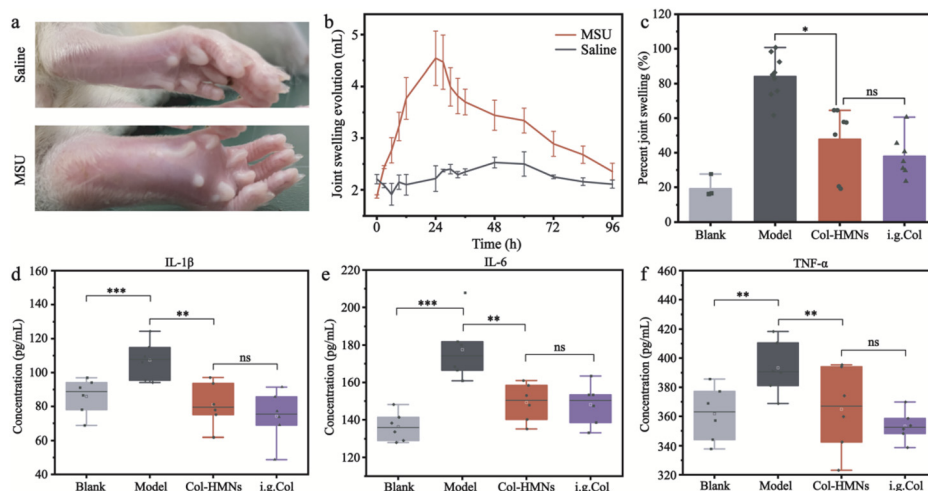 a
Saline
MSU
b
Joint swelling evolution (mL)
5
4
3
2
MSU
Saline
0 24 48 72 96
Time (h)
c
Percent joint swelling (%)
120
100
80
60
40
20
0
*
ns
Blank Model Col-HMNs i.g.Col
d
IL-1β
Concentration (pg/mL)
160
140
120
100
80
60
40
***
**
ns
Blank Model Col-HMNs i.g.Col
e
IL-6
Concentration (pg/mL)
220
200
180
160
140
120
***
**
ns
Blank Model Col-HMNs i.g.Col
f
TNF-α
Concentration (pg/mL)
460
440
420
400
380
360
340
320
**
**
ns
Blank Model Col-HMNs i.g.Col